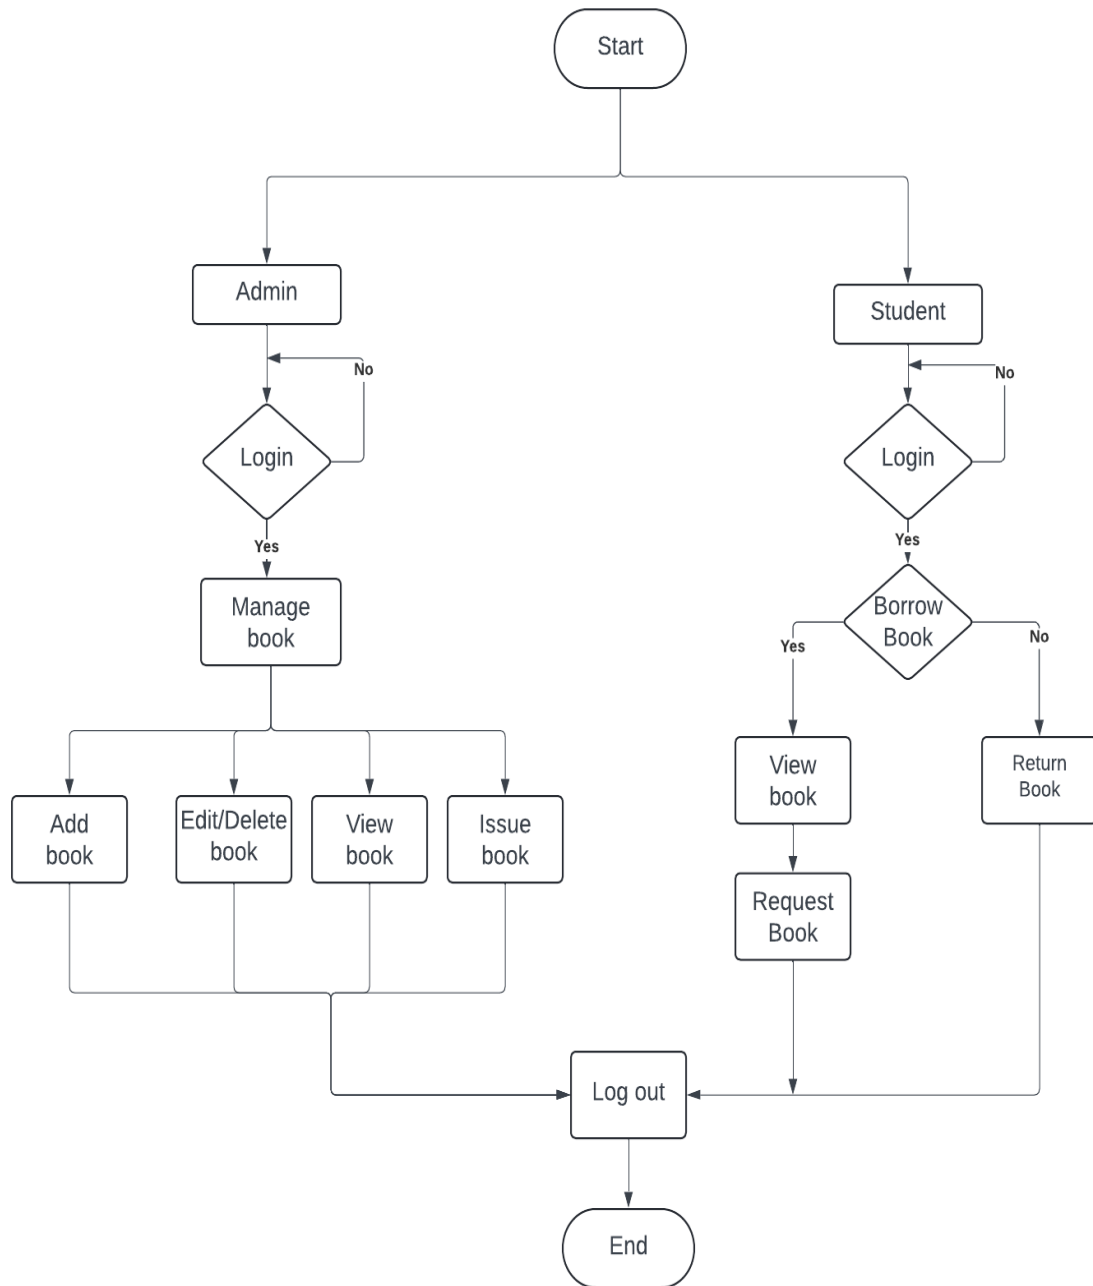 Start
Admin
Student
No
No
Login
Login
Yes
Yes
Manage
book
Borrow
Book
Yes
No
Add
book
Edit/Delete
book
View
book
Issue
book
View
book
Return
Book
Request
Book
Log out
End